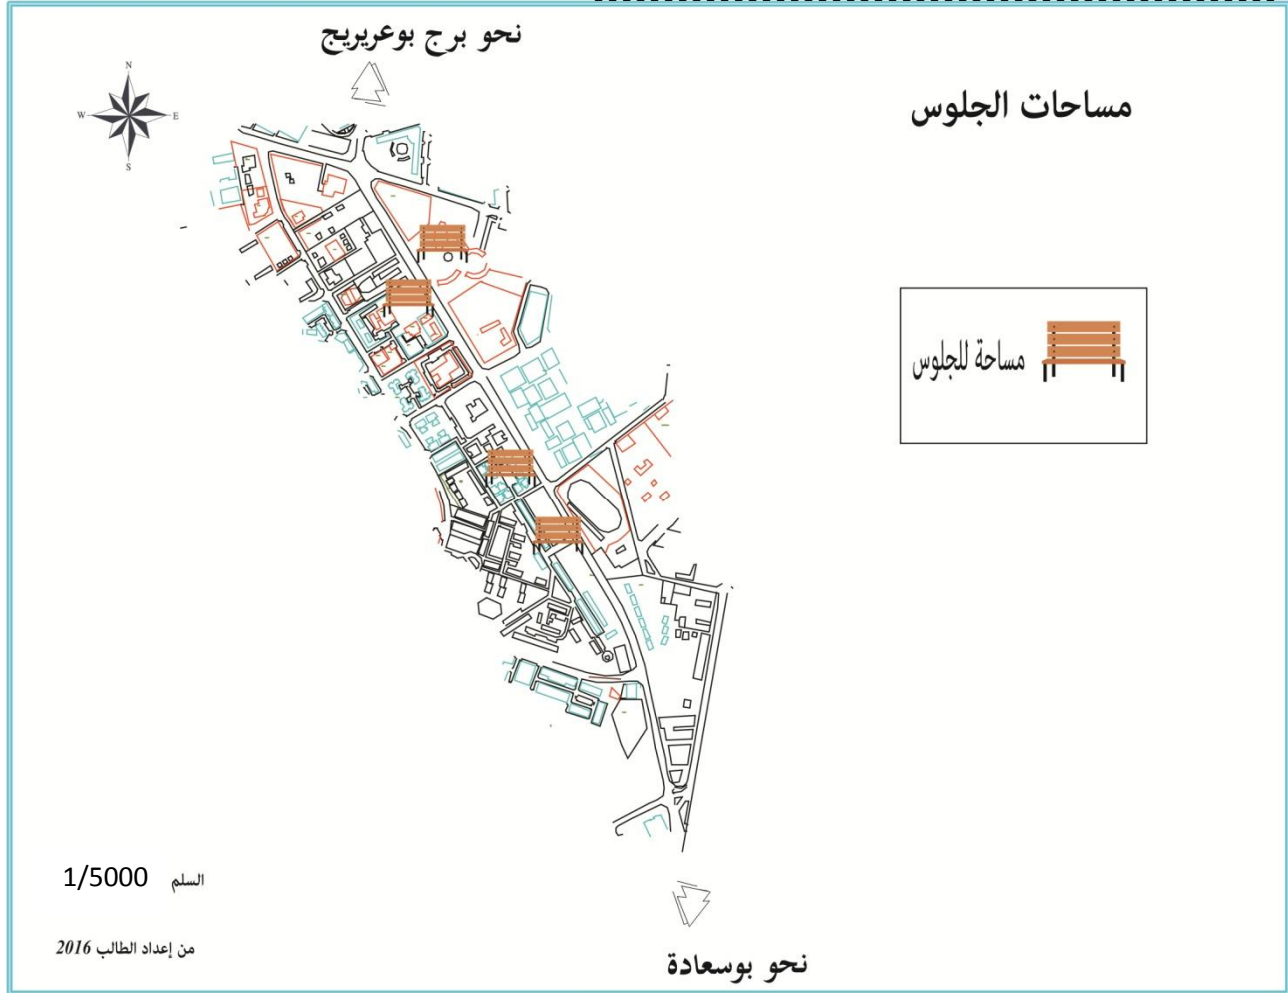 نحو برج بوعريريج
مساحات الجلوس
N
W
E
S
مساحة للجلوس
السلم 1/5000
من إعداد الطالب 2016
نحو بوسعادة